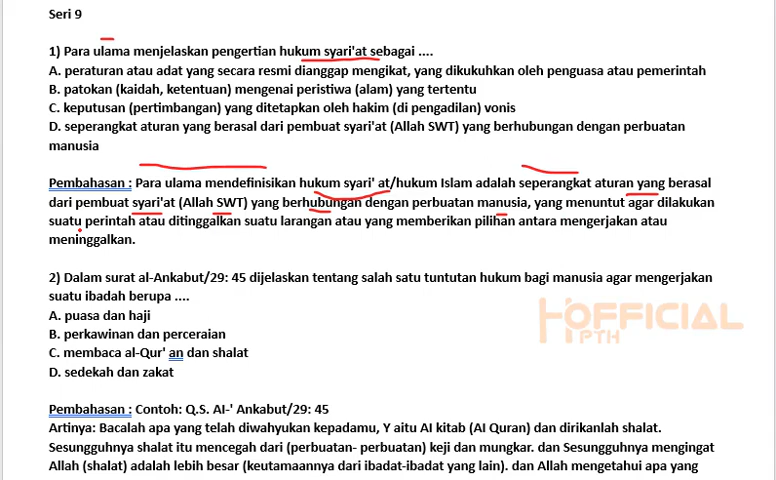 Seri 9
1) Para ulama menjelaskan pengertian hukum syari'at sebagai ....
A. peraturan atau adat yang secara resmi dianggap mengikat, yang dikukuhkan oleh penguasa atau pemerintah
B. patokan (kaidah, ketentuan) mengenai peristiwa (alam) yang tertentu
C. keputusan (pertimbangan) yang ditetapkan oleh hakim (di pengadilan) vonis
D. seperangkat aturan yang berasal dari pembuat syari'at (Allah SWT) yang berhubungan dengan perbuatan
manusia
Pembahasan : Para ulama mendefinisikan hukum syari' at/hukum Islam adalah seperangkat aturan yang berasal
dari pembuat syari'at (Allah SWT) yang berhubungan dengan perbuatan manusia, yang menuntut agar dilakukan
suatu perintah atau ditinggalkan suatu larangan atau yang memberikan pilihan antara mengerjakan atau
meninggalkan.
2) Dalam surat al-Ankabut/29: 45 dijelaskan tentang salah satu tuntutan hukum bagi manusia agar mengerjakan
suatu ibadah berupa ....
A. puasa dan haji
B. perkawinan dan perceraian
C. membaca al-Qur' an dan shalat
D. sedekah dan zakat
OFFICIAL
PTH
Pembahasan : Contoh: Q.S. AI-' Ankabut/29: 45
Artinya: Bacalah apa yang telah diwahyukan kepadamu, Y aitu AI kitab (AI Quran) dan dirikanlah shalat.
Sesungguhnya shalat itu mencegah dari (perbuatan- perbuatan) keji dan mungkar. dan Sesungguhnya mengingat
Allah (shalat) adalah lebih besar (keutamaannya dari ibadat-ibadat yang lain). dan Allah mengetahui apa yang